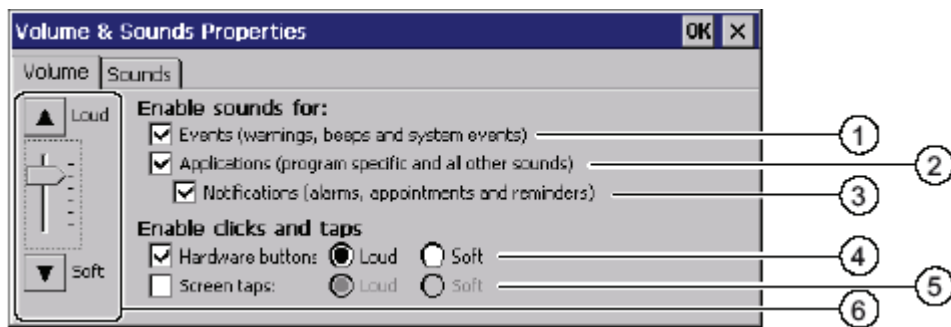 Volume & Sounds Properties OK ×
Volume Sounds
Loud
Enable sounds for:
Events (warnings, beeps and system events) 1
Applications (program specific and all other sounds) 2
Notifications (alarms, appointments and reminders) 3
Enable clicks and taps
Hardware buttons Loud Soft 4
Soft
Screen taps: Loud Soft 5
6